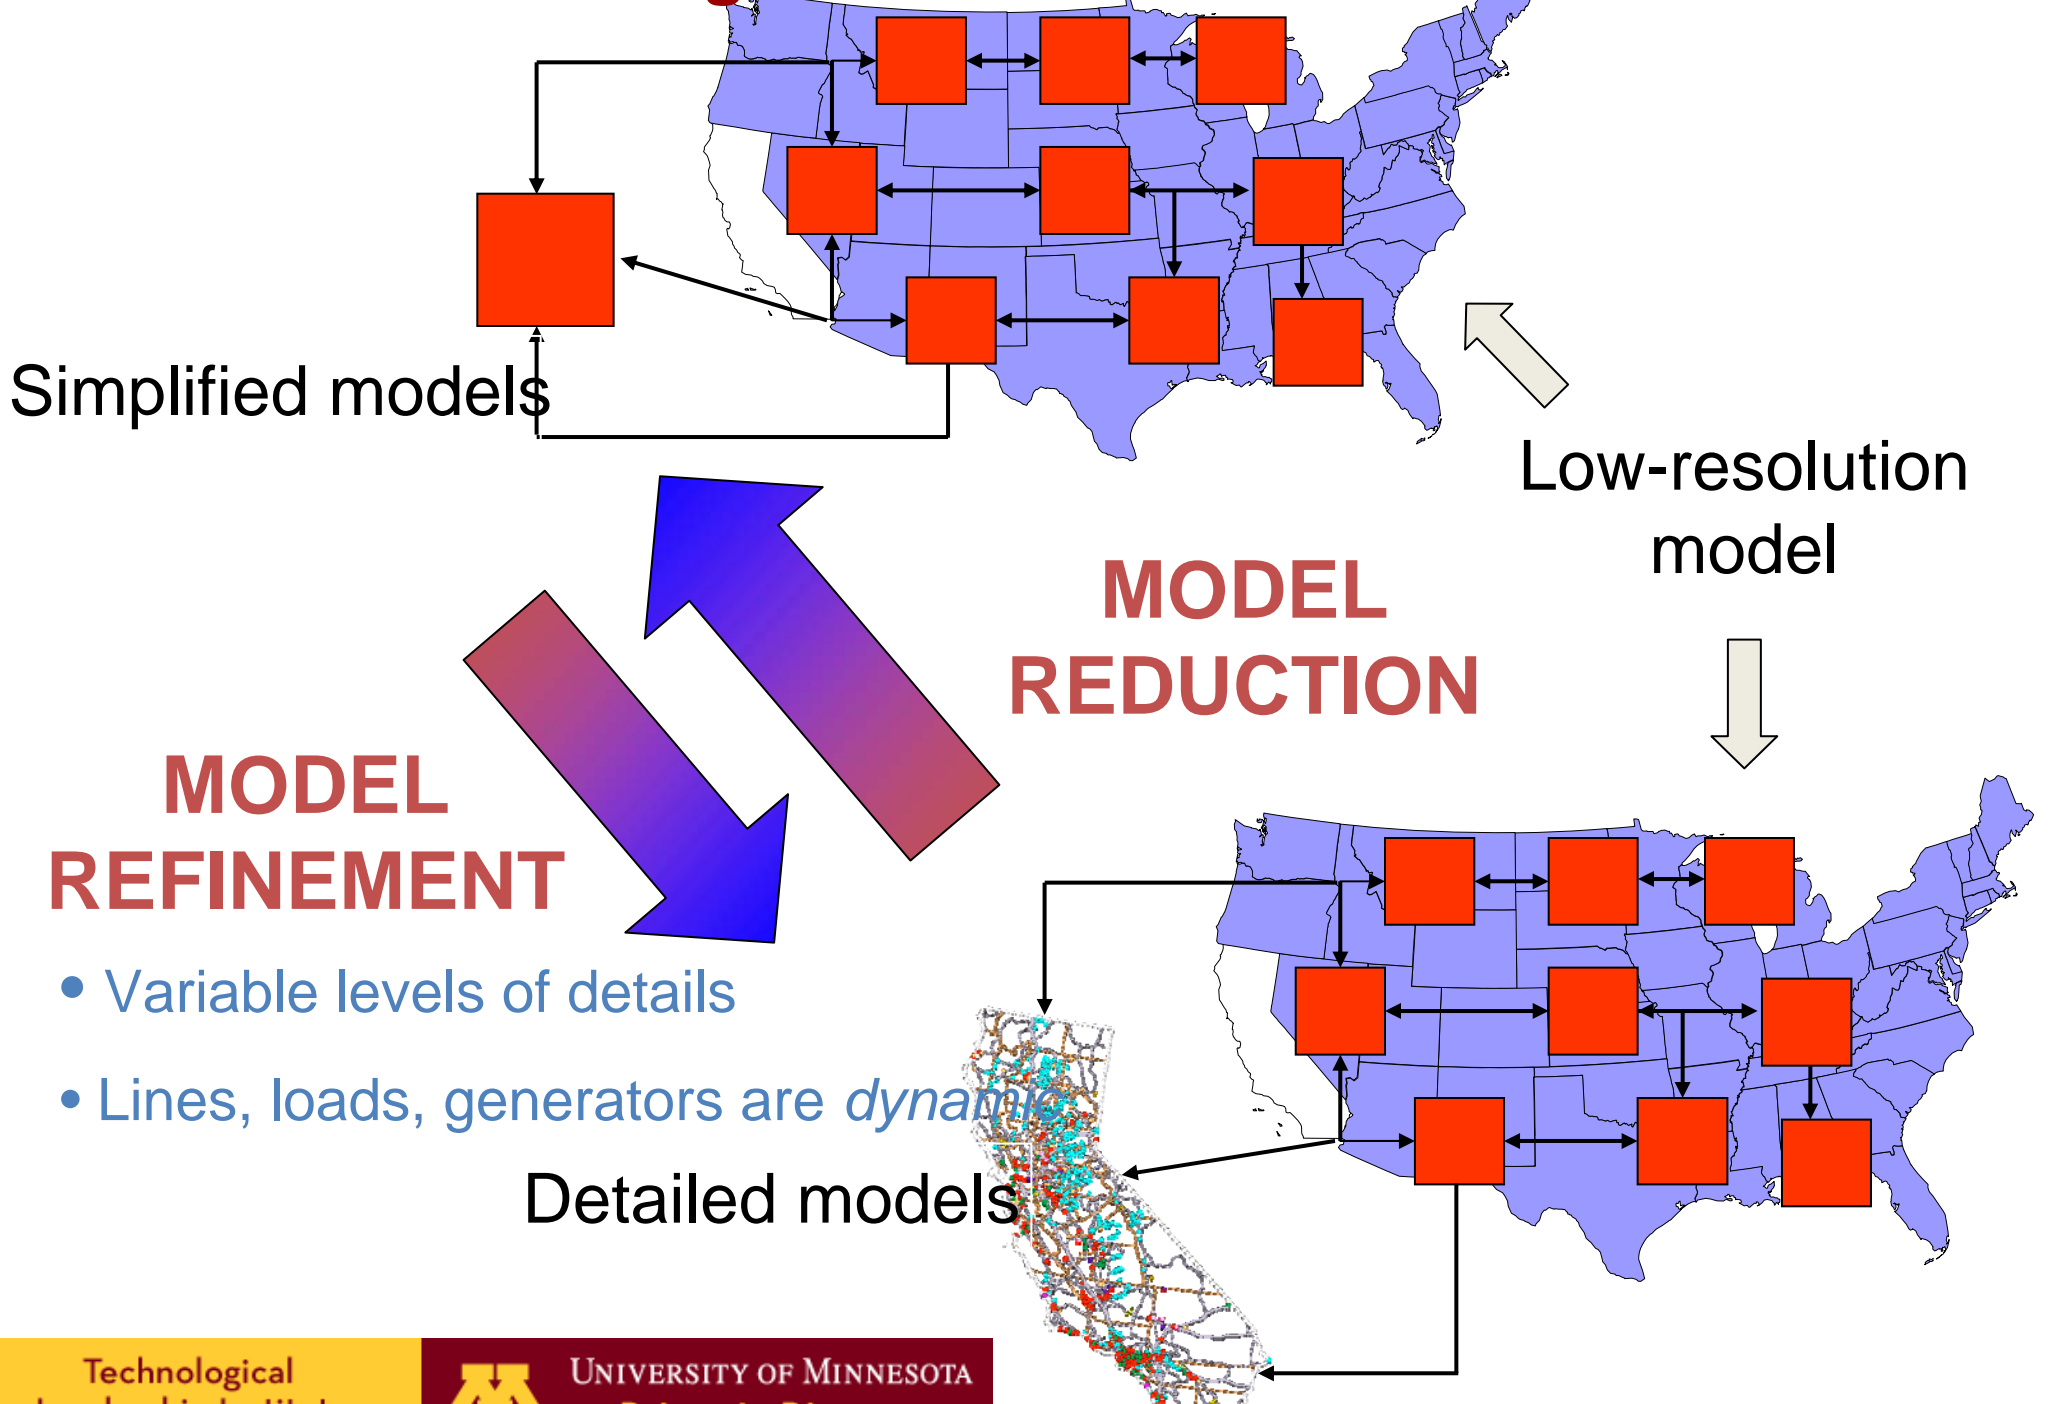 Simplified models
Low-resolution
model
MODEL
REDUCTION
MODEL
REFINEMENT
• Variable levels of details
• Lines, loads, generators are dynamic
Detailed models
Technological
UNIVERSITY OF MINNESOTA